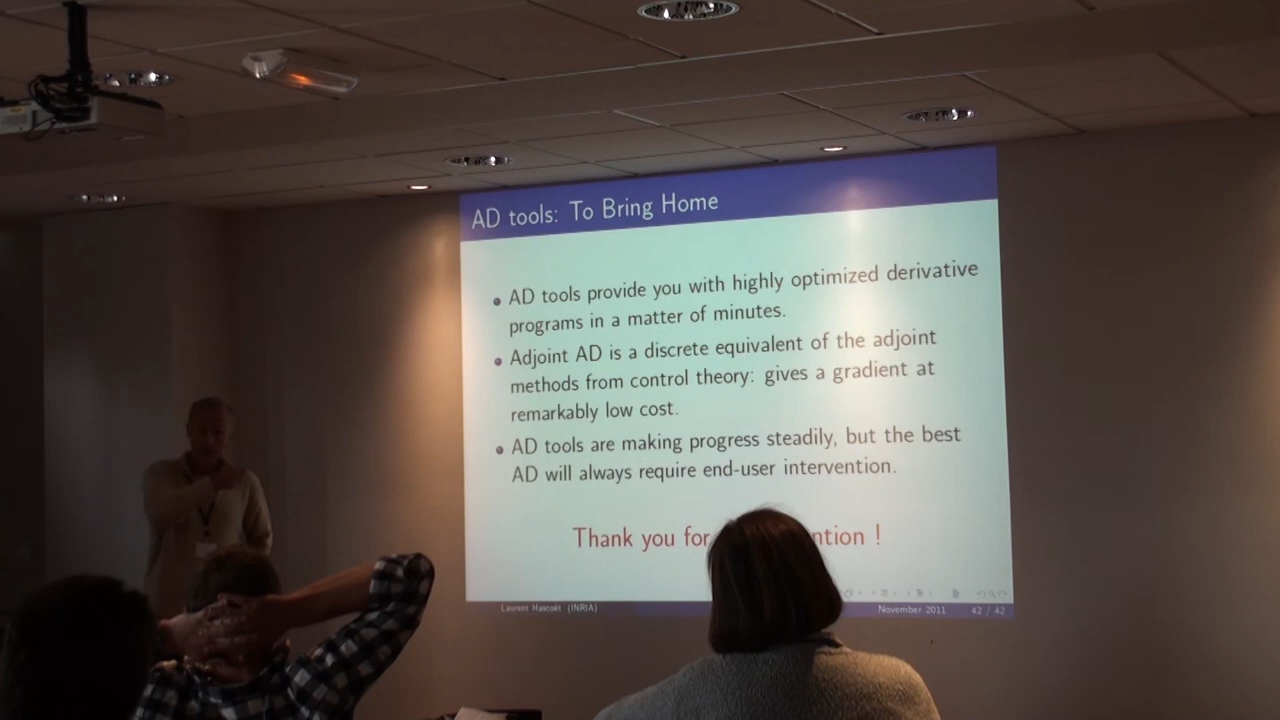 AD tools: To Bring Home
AD tools provide you with highly optimized derivative
programs in a matter of minutes.
Adjoint AD is a discrete equivalent of the adjoint
methods from control theory: gives a gradient at
remarkably low cost.
AD tools are making progress steadily, but the best
AD will always require end-user intervention.
Thank you for ntion !
Laurent Hascoët (INRIA)
November 2011
42 / 42